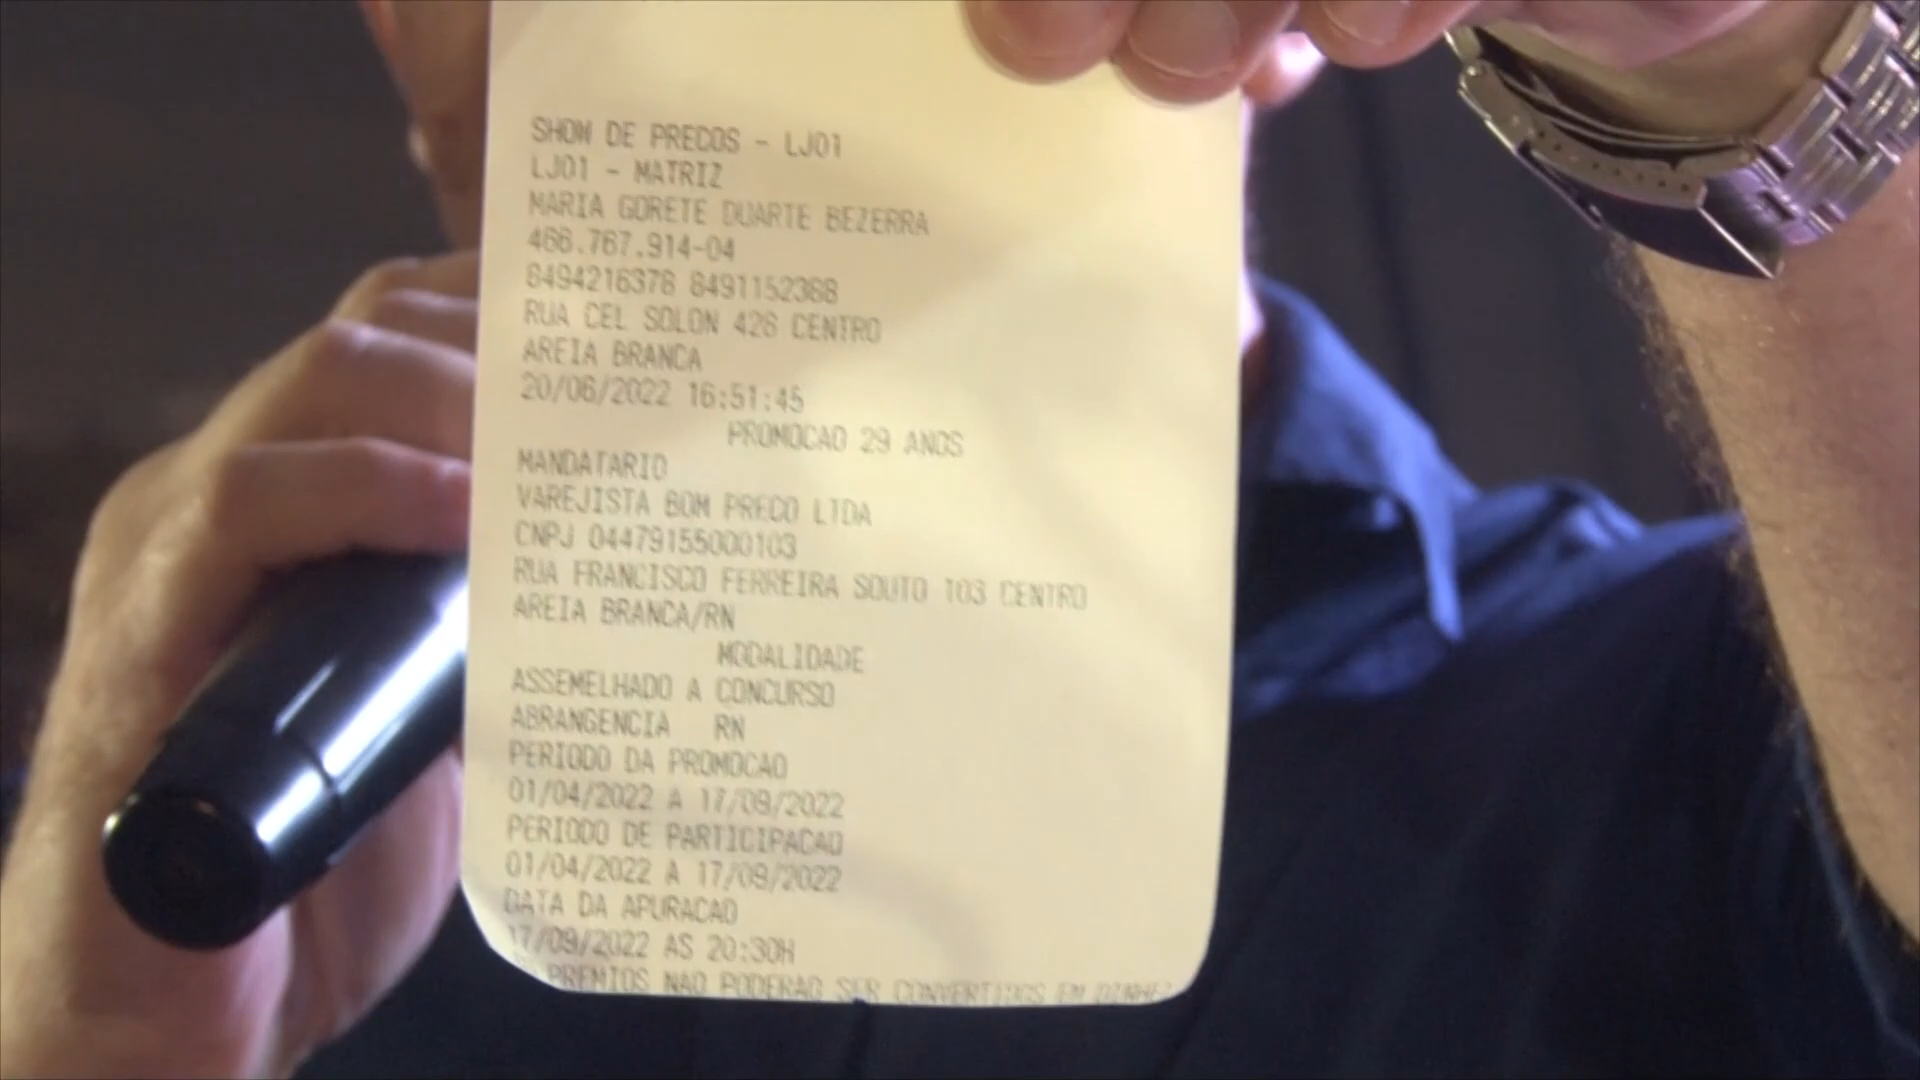 SHOW DE PRECOS - LJ01
LJ01 - MATRIZ
MARIA GORETE DUARTE BEZERRA
466.767.914-04
8494216378 8491152368
RUA CEL SOLON 426 CENTRO
AREIA BRANCA
20/06/2022 16:51:45
PROMOCAO 29 ANOS
MANDATARIO
VAREJISTA BOM PRECO LTDA
CNPJ 04479155000103
RUA FRANCISCO FERREIRA SOUTO 103 CENTRO
AREIA BRANCA/RN
MODALIDADE
ASSEMELHADO A CONCURSO
ABRANGENCIA RN
PERIODO DA PROMOCAO
01/04/2022 A 17/09/2022
PERIODO DE PARTICIPACAO
01/04/2022 A 17/09/2022
DATA DA APURACAO
17/09/2022 AS 20:30H
PREMIOS NAO PODERAO SER CONVERTIDOS EM